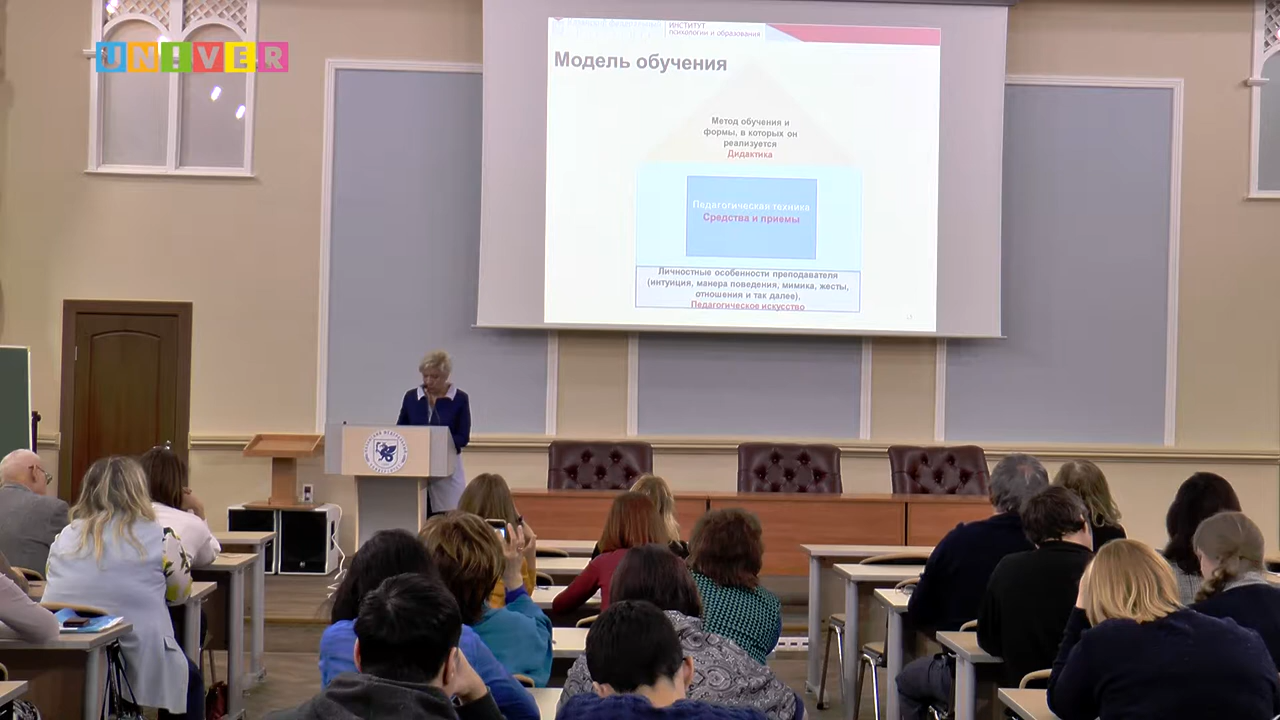 UNIVER
ИНСТИТУТ
психологии и образования
Модель обучения
Метод обучения и
формы, в которых он
реализуется
Дидактика
Педагогическая техника
Средства и приемы
Личностные особенности преподавателя
(интуиция, манера поведения, мимика, жесты,
отношения и так далее),
Педагогическое искусство